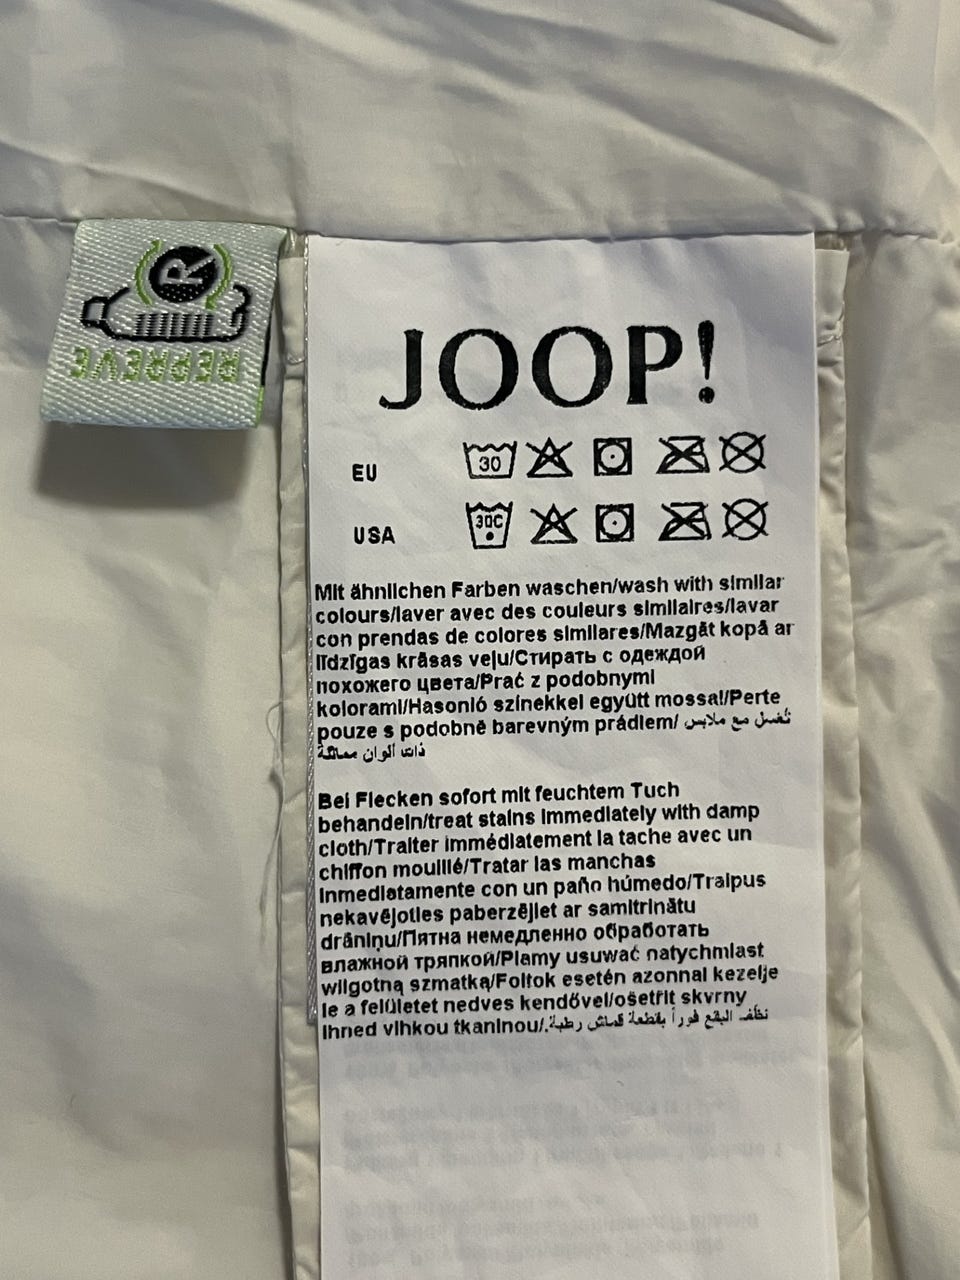 R
REPREVE
JOOP!
EU 30
USA 30C
Mit ähnlichen Farben waschen/wash with similar
colours/laver avec des couleurs similaires/lavar
con prendas de colores similares/Mazgāt kopā ar
līdzīgas krāsas veļu/Стирать с одеждой
похожего цвета/Prać z podobnymi
kolorami/Hasonló színekkel együtt mossa!/Perte
pouze s podobně barevným prádlem/ تُغسل مع ملابس
ذات ألوان مماثلة
Bei Flecken sofort mit feuchtem Tuch
behandeln/treat stains immediately with damp
cloth/Traiter immédiatement la tache avec un
chiffon mouillé/Tratar las manchas
inmediatamente con un paño húmedo/Traipus
nekavējoties paberzējiet ar samitrinātu
drāniņu/Пятна немедленно обработать
влажной тряпкой/Plamy usuwać natychmiast
wilgotną szmatką/Foltok esetén azonnal kezelje
le a felületet nedves kendővel/ošetřit skvrny
ihned vlhkou tkaninou/.نظف البقع فوراً بقطعة قماش رطبة